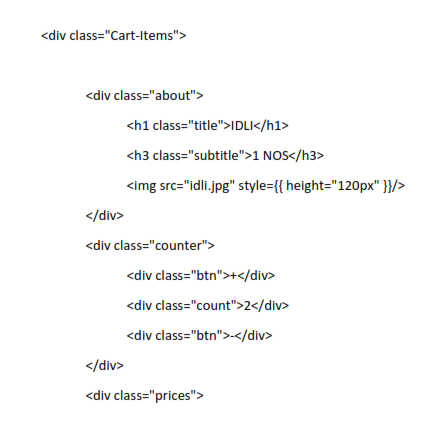 <div class="Cart-Items">
<div class="about">
<h1 class="title">IDLI</h1>
<h3 class="subtitle">1 NOS</h3>
<img src="idli.jpg" style={{ height="120px" }}/>
</div>
<div class="counter">
<div class="btn">+</div>
<div class="count">2</div>
<div class="btn">-</div>
</div>
<div class="prices">